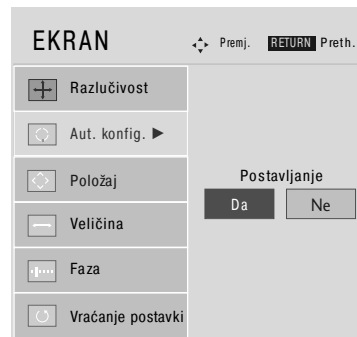 EKRAN Premj. RETURN Preth.
Razlučivost
Aut. konfig. ►
Položaj
Postavljanje
Da Ne
Veličina
Faza
Vraćanje postavki